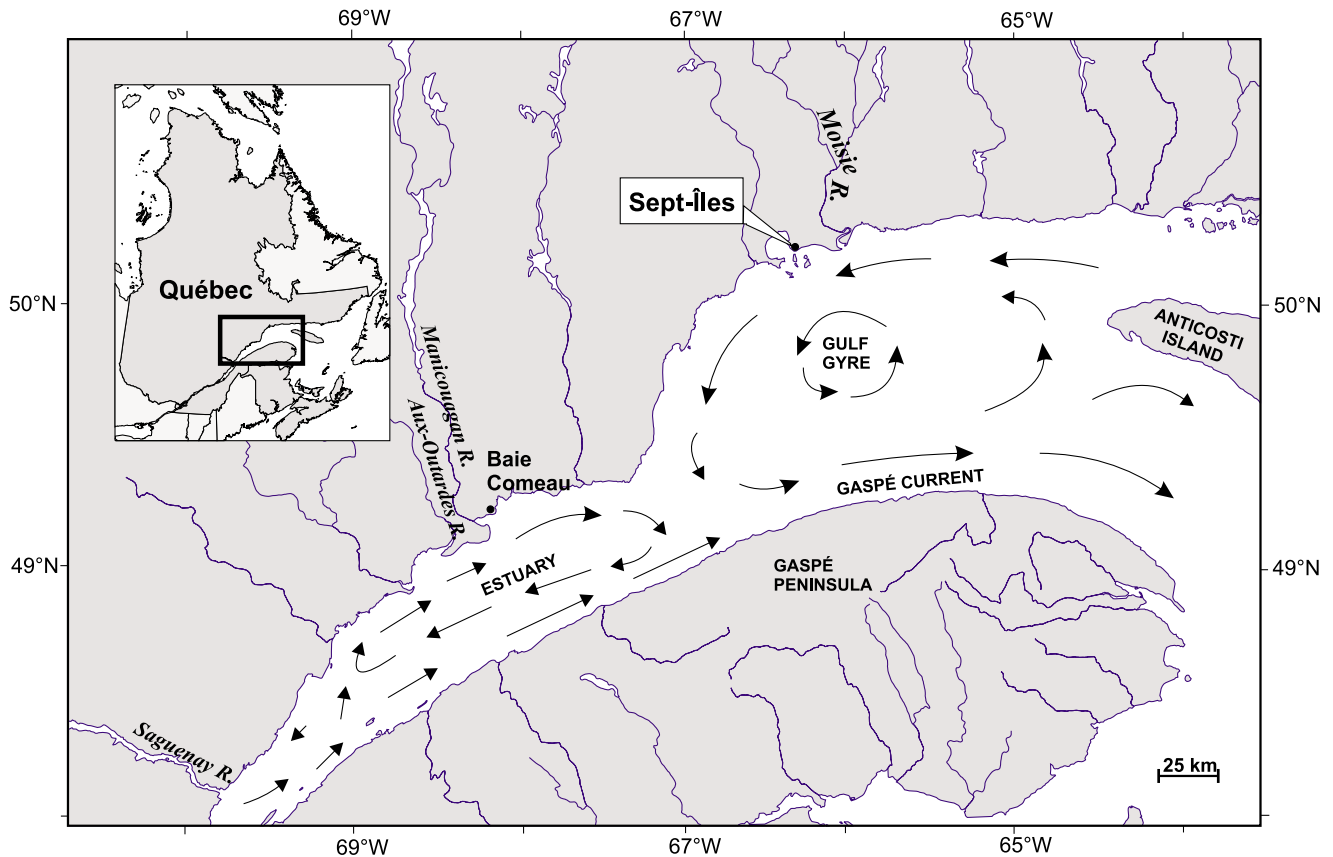 69°W
67°W
65°W
Moisie R.
Sept-Îles
Québec
50°N
50°N
ANTICOSTI
ISLAND
GULF
GYRE
Manicouagan R.
Aux-Outardes R.
Baie
Comeau
GASPÉ CURRENT
49°N
ESTUARY
GASPÉ
PENINSULA
49°N
Saguenay R.
25 km
69°W
67°W
65°W